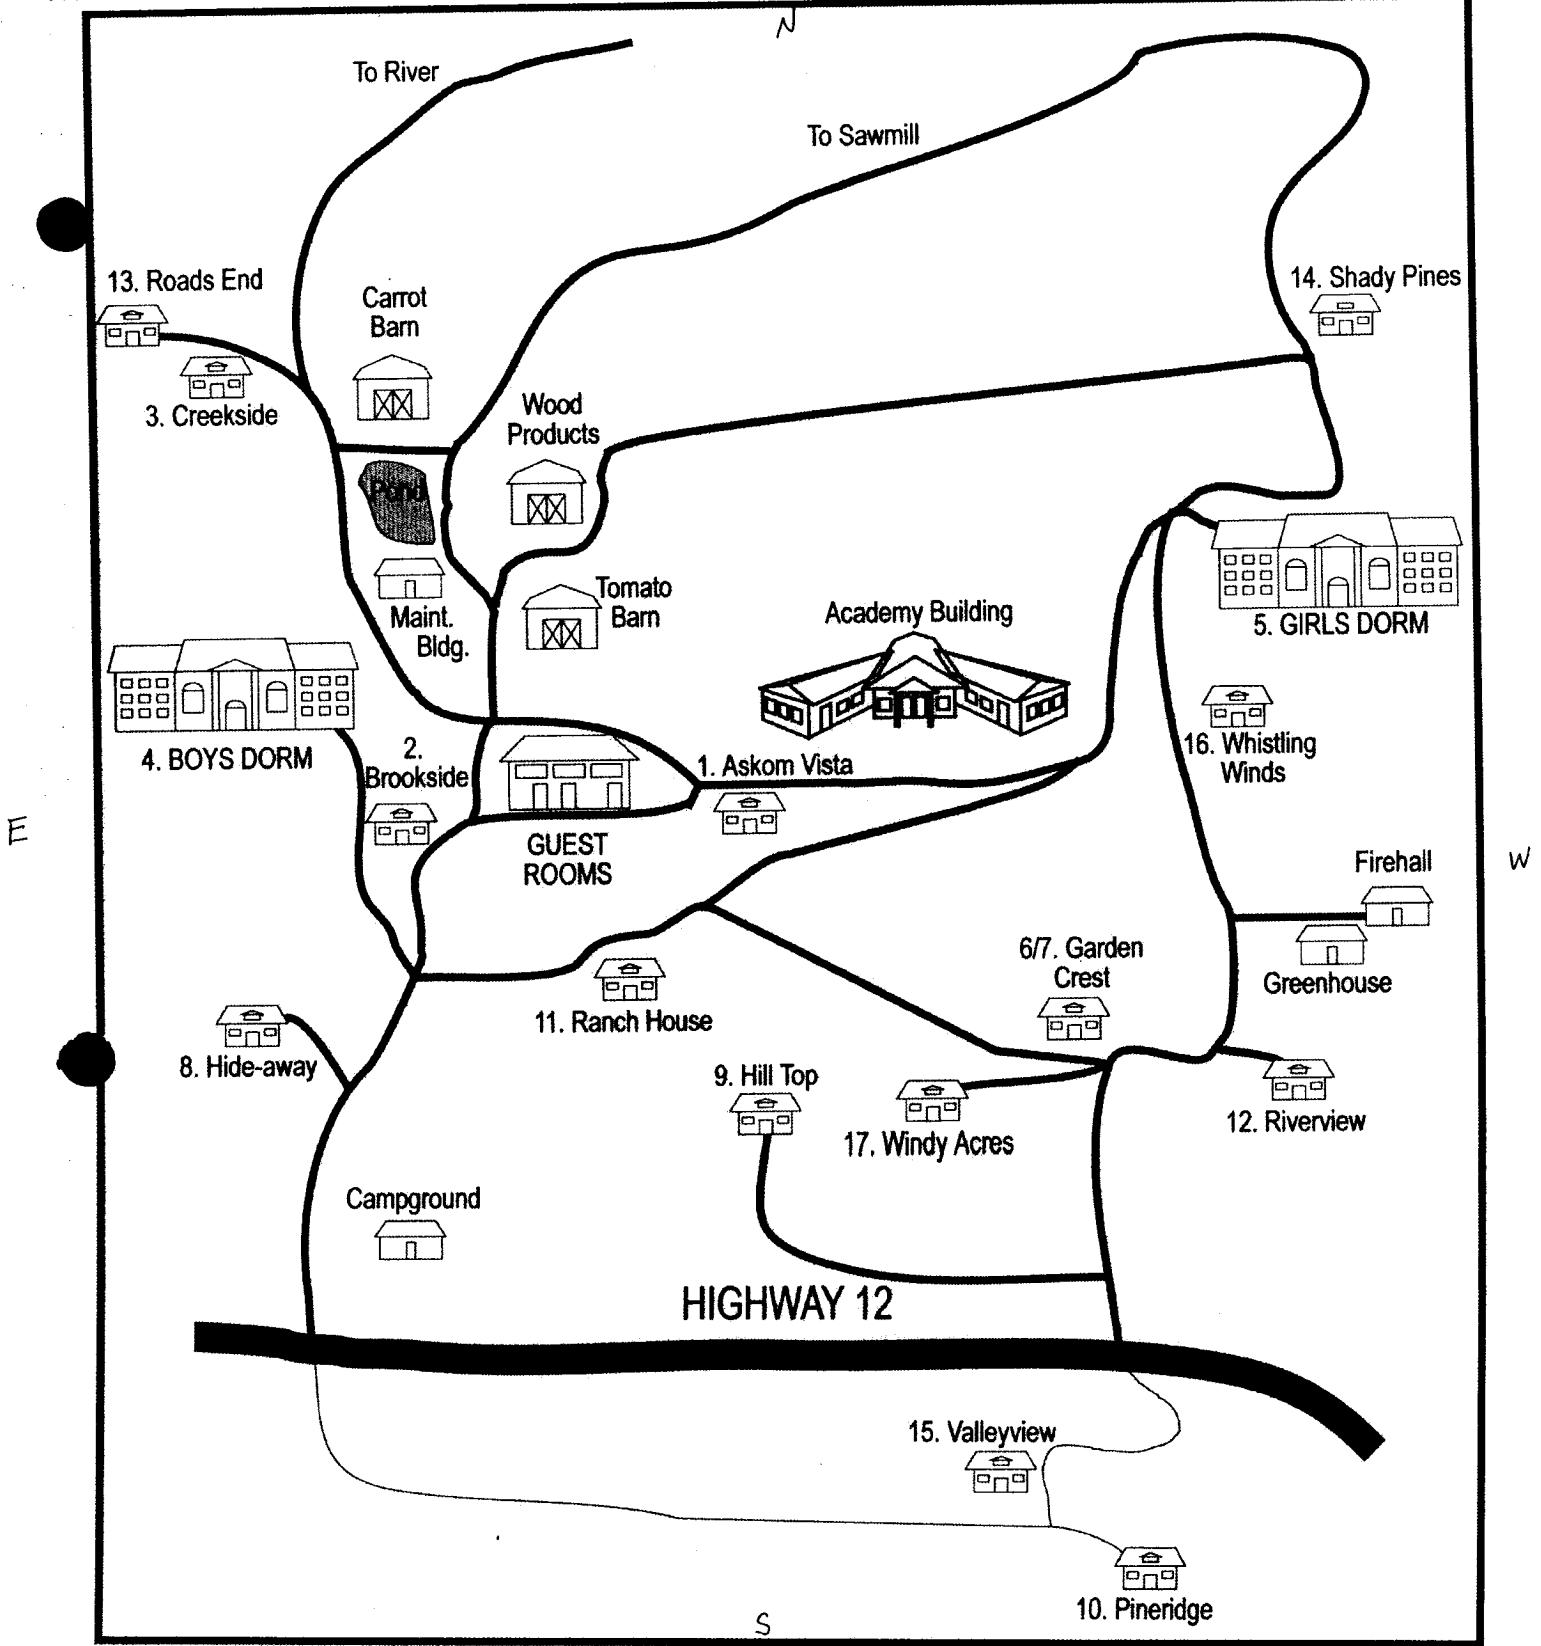 N
To River
To Sawmill
13. Roads End
14. Shady Pines
Carrot
Barn
3. Creekside
Wood
Products
Pond
Maint.
Bldg.
Tomato
Barn
Academy Building
5. GIRLS DORM
4. BOYS DORM
2.
Brookside
1. Askom Vista
16. Whistling
Winds
E
W
GUEST
ROOMS
Firehall
6/7. Garden
Crest
Greenhouse
11. Ranch House
8. Hide-away
9. Hill Top
17. Windy Acres
12. Riverview
Campground
HIGHWAY 12
15. Valleyview
10. Pineridge
S